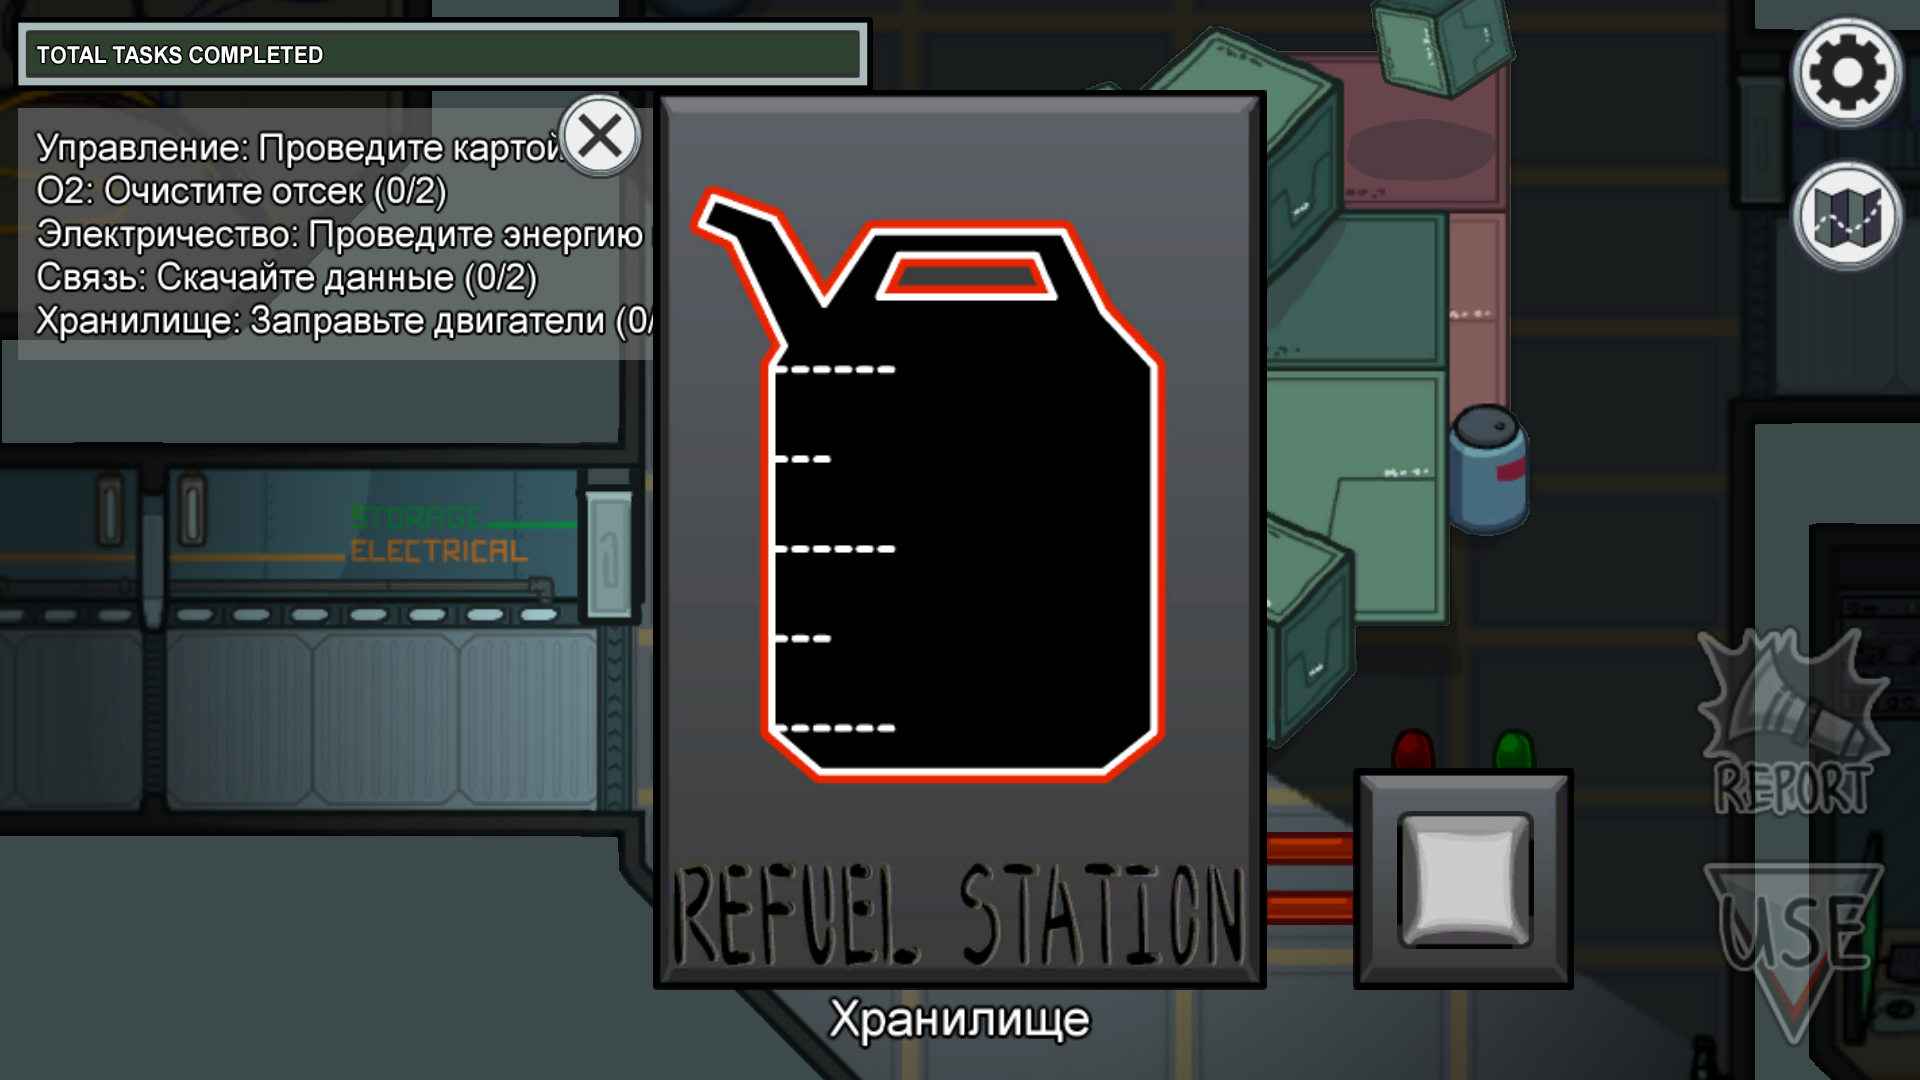 TOTAL TASKS COMPLETED
Управление: Проведите картой
O2: Очистите отсек (0/2)
Электричество: Проведите энергию
Связь: Скачайте данные (0/2)
Хранилище: Заправьте двигатели (0/
STORAGE
ELECTRICAL
REPORT
REFUEL STATION
USE
Хранилище